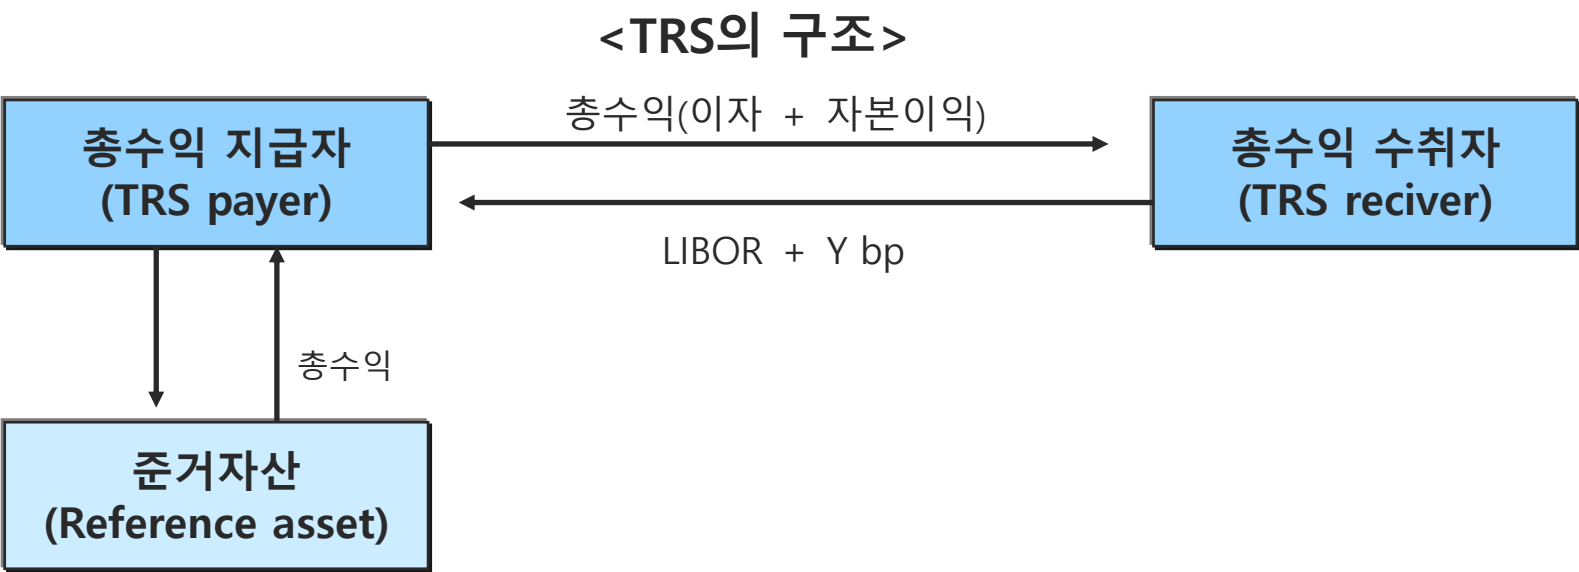 <TRS의 구조>
총수익(이자 + 자본이익)
총수익 지급자
(TRS payer)
총수익 수취자
(TRS reciver)
LIBOR + Y bp
총수익
준거자산
(Reference asset)